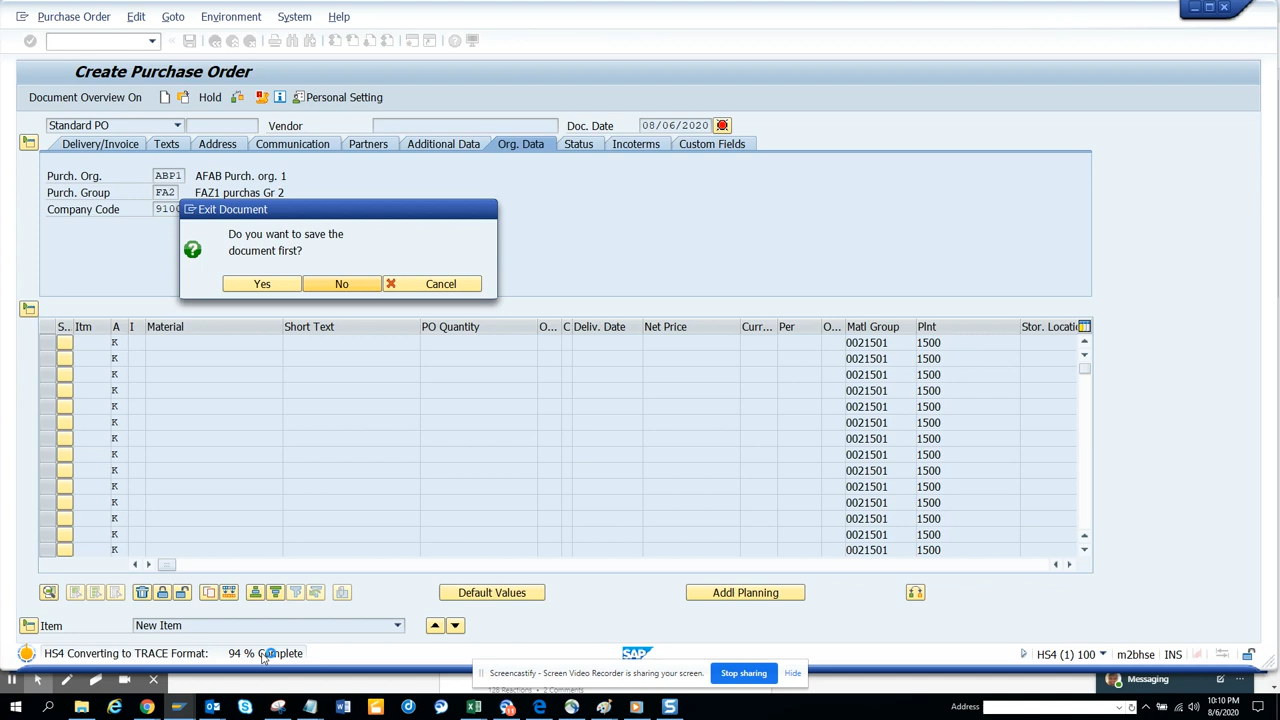 Purchase Order Edit Goto Environment System Help
Create Purchase Order
Document Overview On Hold Personal Setting
Standard PO Vendor Doc. Date 08/06/2020
Delivery/Invoice Texts Address Communication Partners Additional Data Org. Data Status Incoterms Custom Fields
Purch. Org. ABP1 AFAB Purch. org. 1
Purch. Group FA2 FAZ1 purchas Gr 2
Company Code 9100
Exit Document
Do you want to save the
document first?
Yes No Cancel
S.. Itm A I Material Short Text PO Quantity O... C Deliv. Date Net Price Curr... Per O... Matl Group Plnt Stor. Locatio
K 0021501 1500
K 0021501 1500
K 0021501 1500
K 0021501 1500
K 0021501 1500
K 0021501 1500
K 0021501 1500
K 0021501 1500
K 0021501 1500
K 0021501 1500
K 0021501 1500
K 0021501 1500
K 0021501 1500
K 0021501 1500
Default Values Addl Planning
Item New Item
HS4 Converting to TRACE Format: 94 % Complete SAP HS4 (1) 100 m2bhse INS
Screencastify - Screen Video Recorder is sharing your screen. Stop sharing Hide
Messaging
128 Reactions • 2 Comments
Address 10:10 PM
8/6/2020